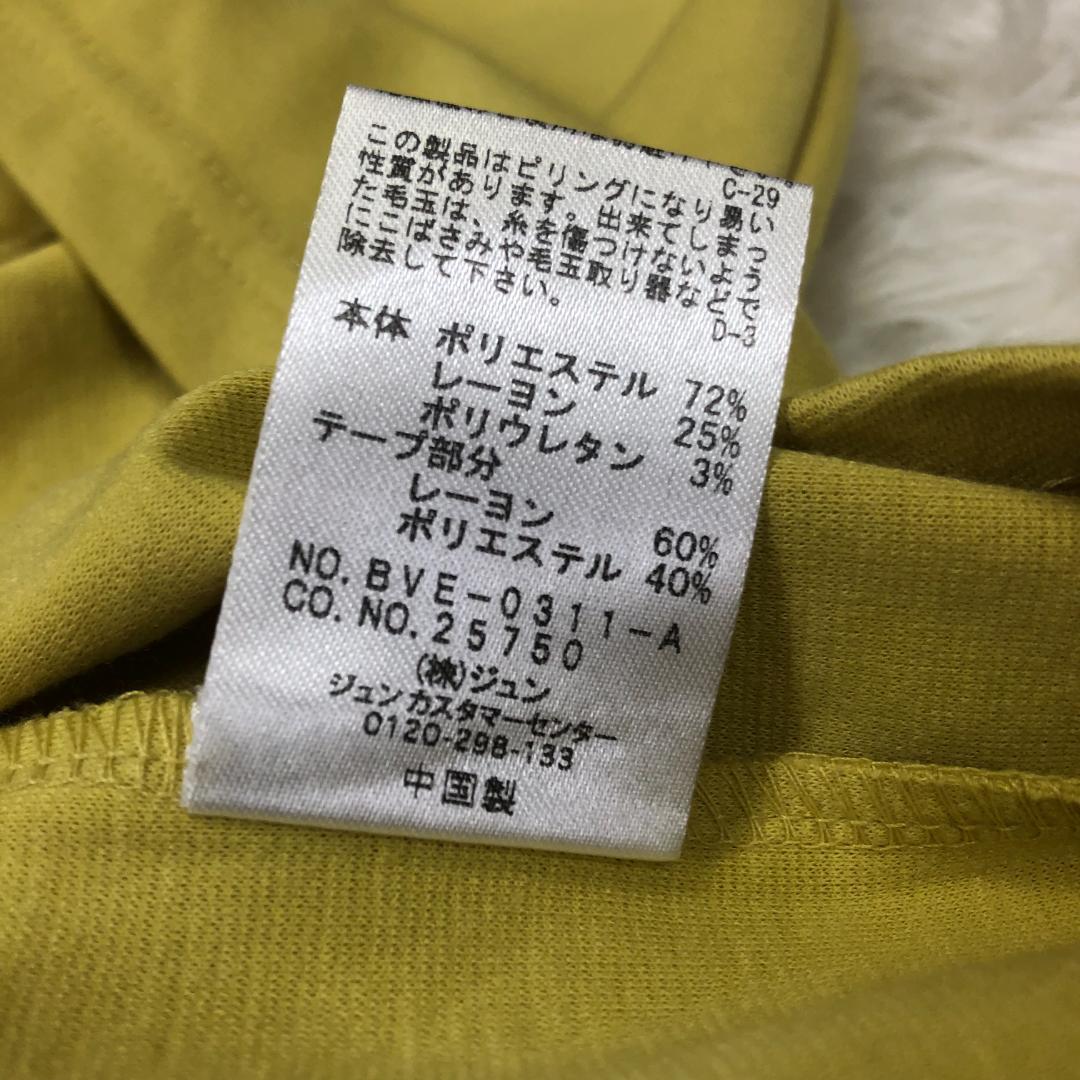 C-29
この製品はピリングになり易い
性質があります。出来てしまっ
た毛玉は、糸を傷つけないよう
にこばさみや毛玉取り器などで
除去して下さい。
D-3
本体 ポリエステル 72%
レーヨン 25%
ポリウレタン 3%
テープ部分
レーヨン 60%
ポリエステル 40%
NO.BVE-0311-A
CO.NO.25750
(株)ジュン
ジュンカスタマーセンター
0120-298-133
中国製